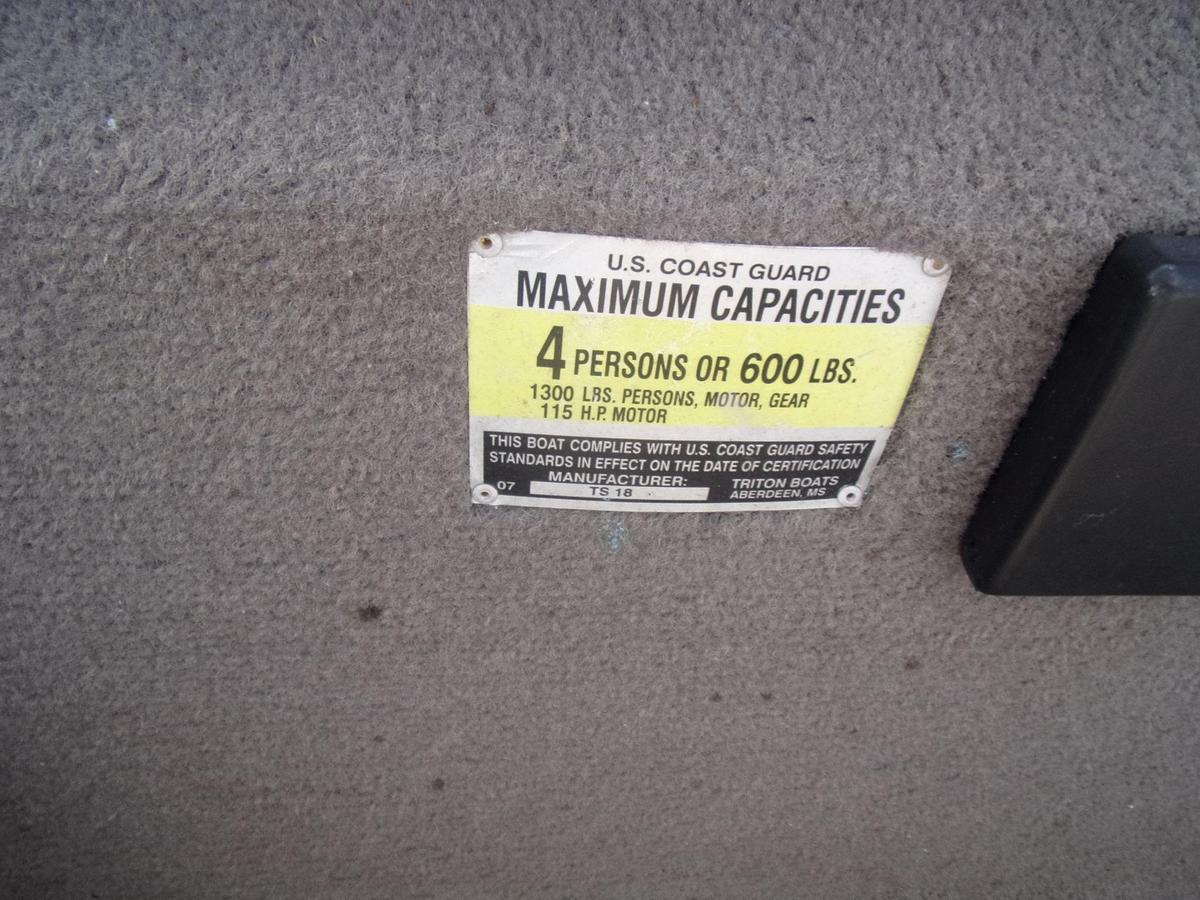 U.S. COAST GUARD
MAXIMUM CAPACITIES
4 PERSONS OR 600 LBS.
1300 LBS. PERSONS, MOTOR, GEAR
115 H.P. MOTOR
THIS BOAT COMPLIES WITH U.S. COAST GUARD SAFETY
STANDARDS IN EFFECT ON THE DATE OF CERTIFICATION
MANUFACTURER: TRITON BOATS
07 TS 18 ABERDEEN, MS